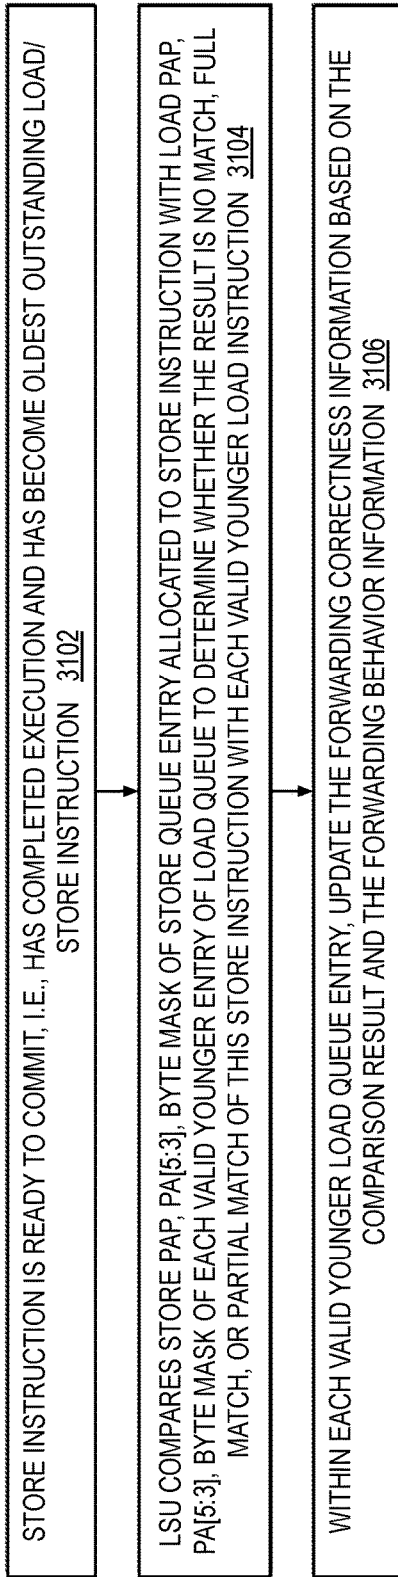 STORE INSTRUCTION IS READY TO COMMIT, I.E., HAS COMPLETED EXECUTION AND HAS BECOME OLDEST OUTSTANDING LOAD/
STORE INSTRUCTION 3102
LSU COMPARES STORE PAP, PA[5:3], BYTE MASK OF STORE QUEUE ENTRY ALLOCATED TO STORE INSTRUCTION WITH LOAD PAP,
PA[5:3], BYTE MASK OF EACH VALID YOUNGER ENTRY OF LOAD QUEUE TO DETERMINE WHETHER THE RESULT IS NO MATCH, FULL
MATCH, OR PARTIAL MATCH OF THIS STORE INSTRUCTION WITH EACH VALID YOUNGER LOAD INSTRUCTION 3104
WITHIN EACH VALID YOUNGER LOAD QUEUE ENTRY, UPDATE THE FORWARDING CORRECTNESS INFORMATION BASED ON THE
COMPARISON RESULT AND THE FORWARDING BEHAVIOR INFORMATION 3106